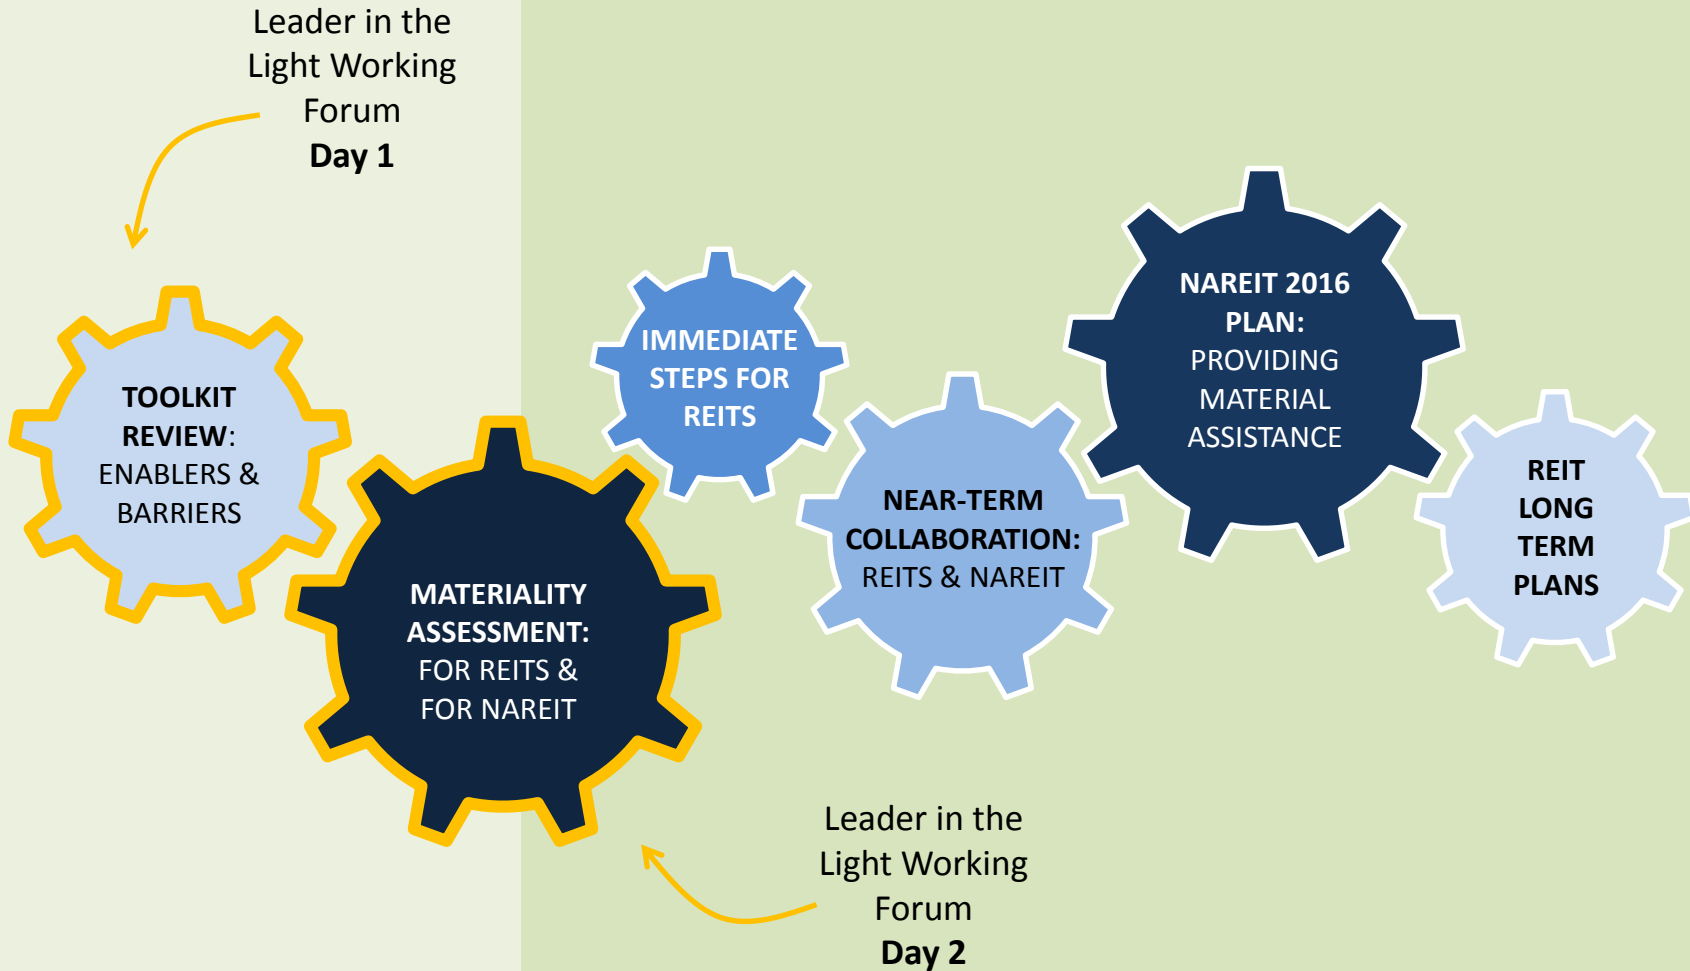 Leader in the
Light Working
Forum
Day 1
TOOLKIT
REVIEW:
ENABLERS &
BARRIERS
MATERIALITY
ASSESSMENT:
FOR REITS &
FOR NAREIT
IMMEDIATE
STEPS FOR
REITS
NEAR-TERM
COLLABORATION:
REITS & NAREIT
NAREIT 2016
PLAN:
PROVIDING
MATERIAL
ASSISTANCE
REIT
LONG
TERM
PLANS
Leader in the
Light Working
Forum
Day 2